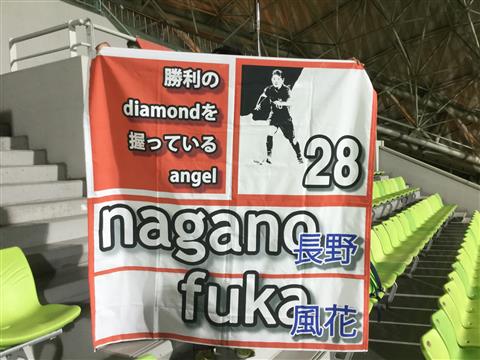 勝利の
diamondを
握っている
angel
28
nagano
長野
fuka
風花